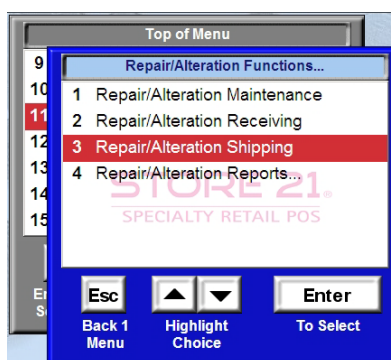 Top of Menu
9
10
11
12
13
14
15
Repair/Alteration Functions...
1 Repair/Alteration Maintenance
2 Repair/Alteration Receiving
3 Repair/Alteration Shipping
4 Repair/Alteration Reports...
STORE 21
SPECIALTY RETAIL POS
Esc
Enter
Back 1
Menu
Highlight
Choice
To Select